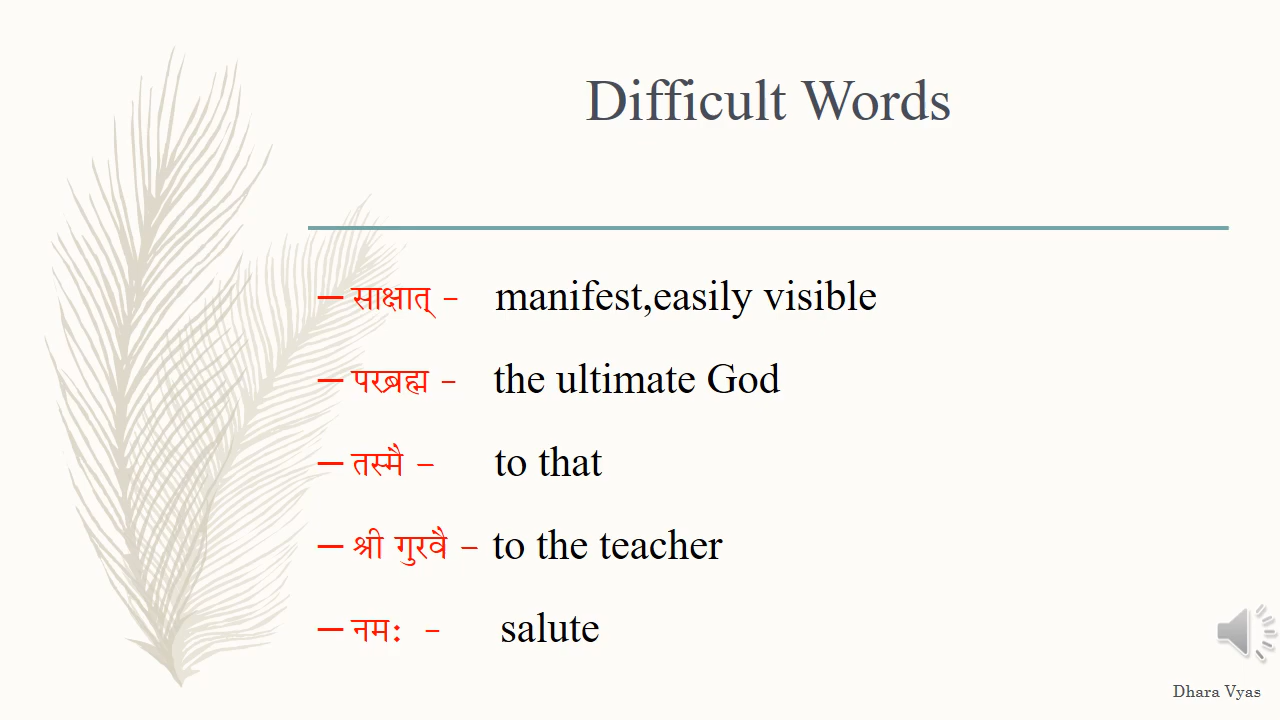 Difficult Words
– साक्षात् – manifest,easily visible
– परब्रह्म – the ultimate God
– तस्मै – to that
– श्री गुरवै – to the teacher
– नमः – salute
Dhara Vyas